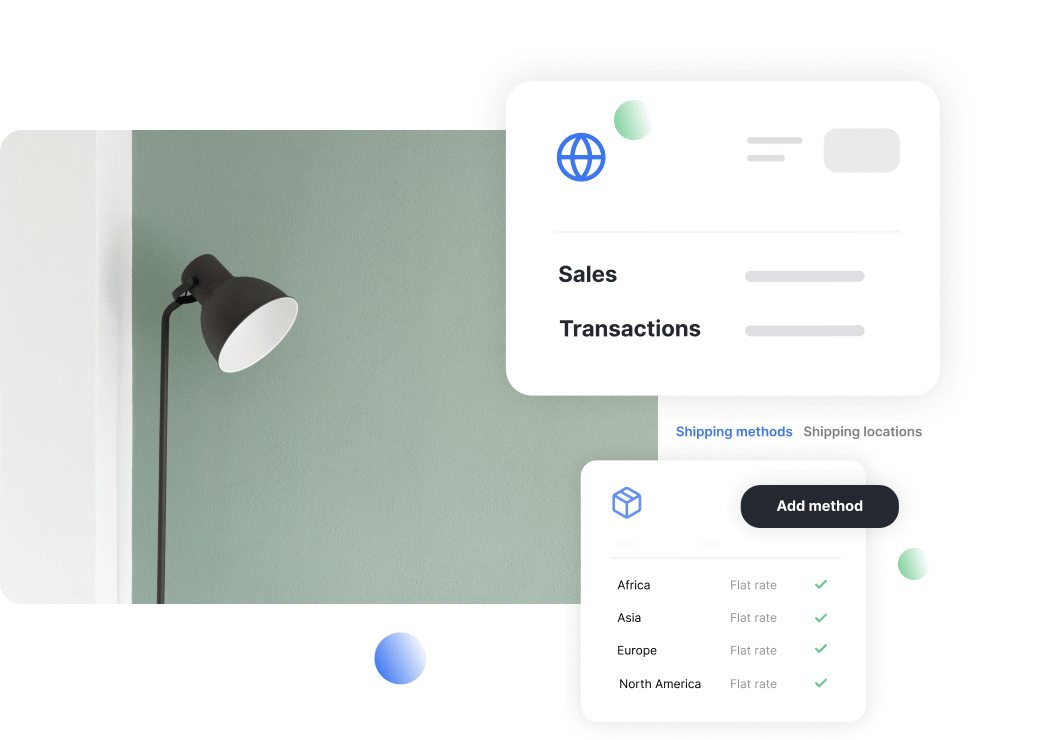 Sales
Transactions
Shipping methods Shipping locations
Add method
Africa Flat rate
Asia Flat rate
Europe Flat rate
North America Flat rate